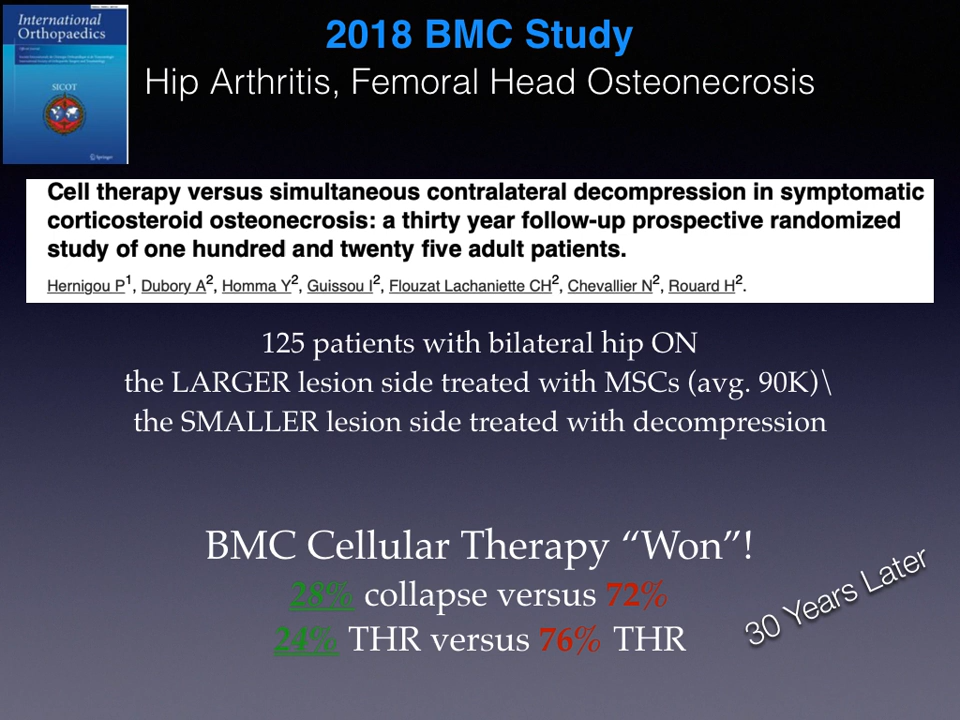 International
Orthopaedics
SICOT
Springer
2018 BMC Study
Hip Arthritis, Femoral Head Osteonecrosis
Cell therapy versus simultaneous contralateral decompression in symptomatic
corticosteroid osteonecrosis: a thirty year follow-up prospective randomized
study of one hundred and twenty five adult patients.
Hernigou P1, Dubory A2, Homma Y2, Guissou I2, Flouzat Lachaniette CH2, Chevallier N2, Rouard H2.
125 patients with bilateral hip ON
the LARGER lesion side treated with MSCs (avg. 90K)\
the SMALLER lesion side treated with decompression
BMC Cellular Therapy “Won”!
28% collapse versus 72%
24% THR versus 76% THR
30 Years Later